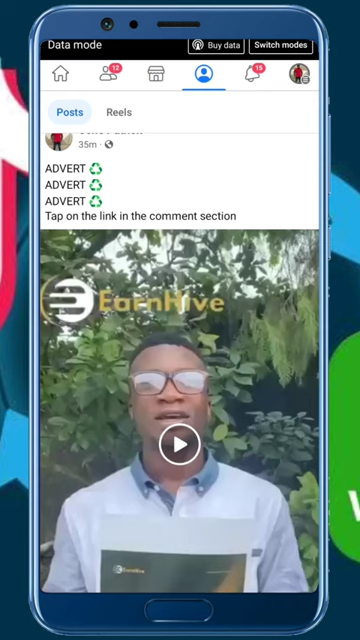 Data mode
Buy data
Switch modes
12
15
Posts
Reels
35m
ADVERT
ADVERT
ADVERT
Tap on the link in the comment section
EarnHive
EarnHive